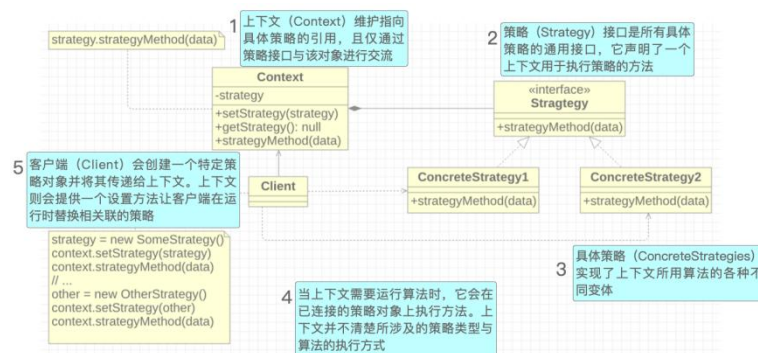 strategy.strategyMethod(data)
1
上下文（Context）维护指向
具体策略的引用，且仅通过
策略接口与该对象进行交流
2
策略（Strategy）接口是所有具体
策略的通用接口，它声明了一个
上下文用于执行策略的方法
Context
-strategy
+setStrategy(strategy)
+getStrategy(): null
+strategyMethod(data)
«interface»
Stragtegy
+strategyMethod(data)
5
客户端（Client）会创建一个特定策
略对象并将其传递给上下文。上下文
则会提供一个设置方法让客户端在运
行时替换相关联的策略
Client
ConcreteStrategy1
+strategyMethod(data)
ConcreteStrategy2
+strategyMethod(data)
strategy = new SomeStrategy()
context.setStrategy(strategy)
context.strategyMethod(data)
// ...
other = new OtherStrategy()
context.setStrategy(other)
context.strategyMethod(data)
4
当上下文需要运行算法时，它会在
已连接的策略对象上执行方法。上
下文并不清楚所涉及的策略类型与
算法的执行方式
3
具体策略（ConcreteStrategies）
实现了上下文所用算法的各种不
同变体